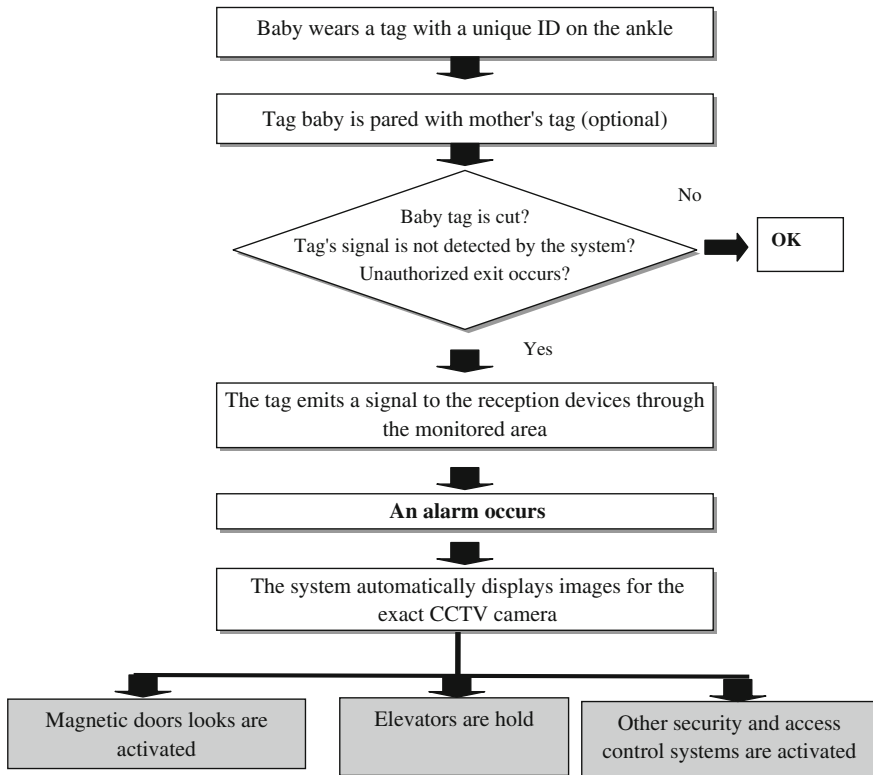 Baby wears a tag with a unique ID on the ankle
Tag baby is pared with mother's tag (optional)
No
Baby tag is cut?
Tag's signal is not detected by the system?
Unauthorized exit occurs?
OK
Yes
The tag emits a signal to the reception devices through
the monitored area
An alarm occurs
The system automatically displays images for the
exact CCTV camera
Magnetic doors looks are
activated
Elevators are hold
Other security and access
control systems are activated